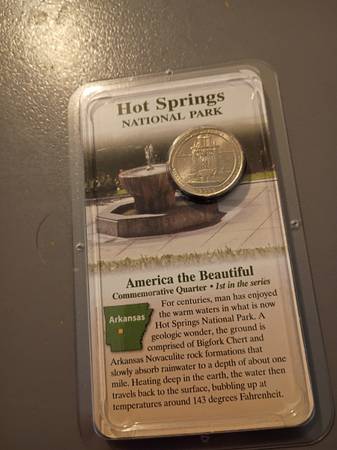 Hot Springs
NATIONAL PARK
America the Beautiful
Commemorative Quarter • 1st in the series
Arkansas
For centuries, man has enjoyed
the warm waters in what is now
Hot Springs National Park. A
geologic wonder, the ground is
comprised of Bigfork Chert and
Arkansas Novaculite rock formations that
slowly absorb rainwater to a depth of about one
mile. Heating deep in the earth, the water then
travels back to the surface, bubbling up at
temperatures around 143 degrees Fahrenheit.